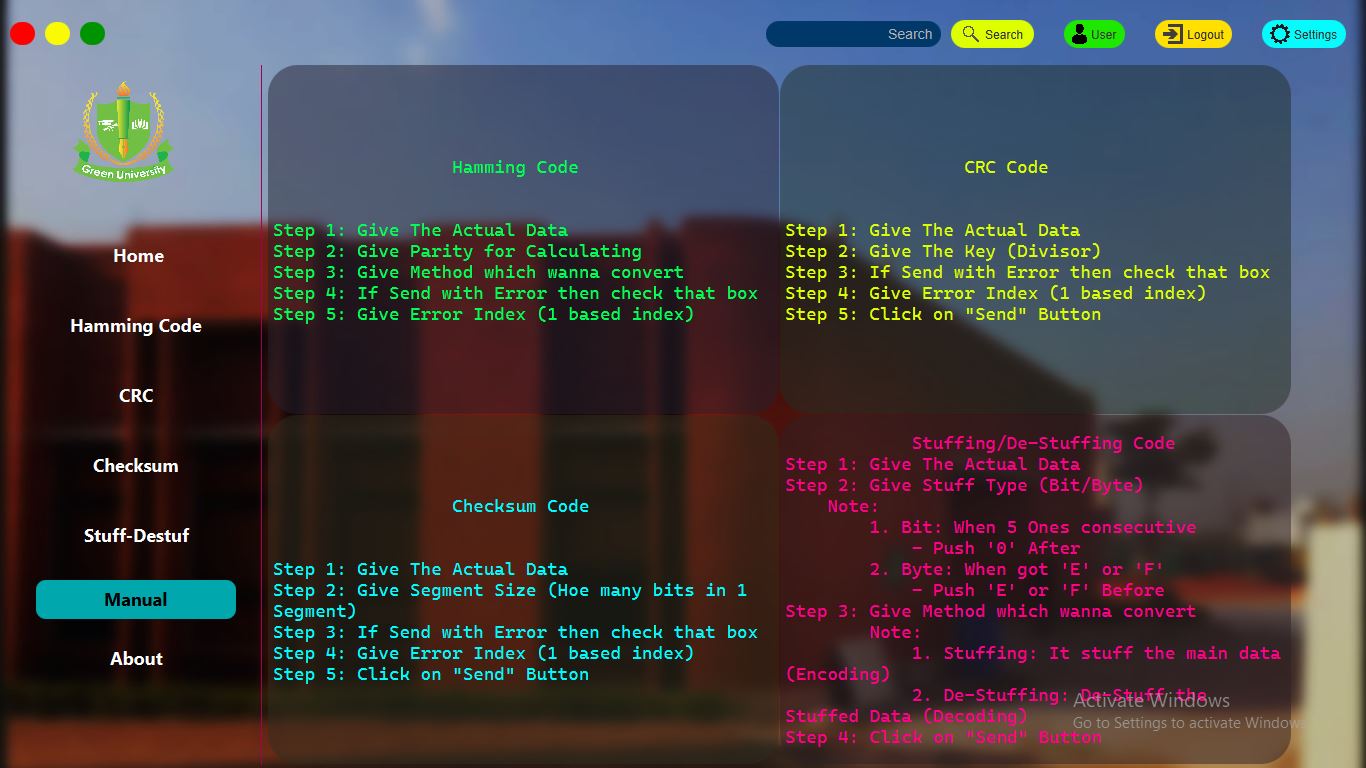 Search
Search
User
Logout
Settings
Green University
Home
Hamming Code
CRC
Checksum
Stuff-Destuf
Manual
About
Hamming Code
Step 1: Give The Actual Data
Step 2: Give Parity for Calculating
Step 3: Give Method which wanna convert
Step 4: If Send with Error then check that box
Step 5: Give Error Index (1 based index)
CRC Code
Step 1: Give The Actual Data
Step 2: Give The Key (Divisor)
Step 3: If Send with Error then check that box
Step 4: Give Error Index (1 based index)
Step 5: Click on "Send" Button
Checksum Code
Step 1: Give The Actual Data
Step 2: Give Segment Size (Hoe many bits in 1
Segment)
Step 3: If Send with Error then check that box
Step 4: Give Error Index (1 based index)
Step 5: Click on "Send" Button
Stuffing/De-Stuffing Code
Step 1: Give The Actual Data
Step 2: Give Stuff Type (Bit/Byte)
Note:
1. Bit: When 5 Ones consecutive
- Push '0' After
2. Byte: When got 'E' or 'F'
- Push 'E' or 'F' Before
Step 3: Give Method which wanna convert
Note:
1. Stuffing: It stuff the main data
(Encoding)
2. De-Stuffing: De-Stuff the
Stuffed Data (Decoding)
Step 4: Click on "Send" Button
Activate Windows
Go to Settings to activate Windows